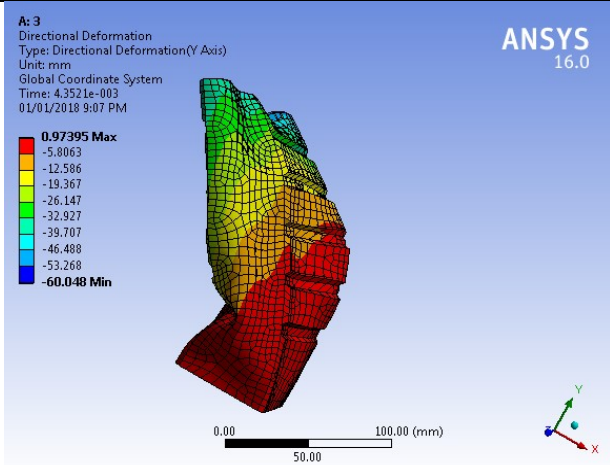 A: 3
Directional Deformation
Type: Directional Deformation(Y Axis)
Unit: mm
Global Coordinate System
Time: 4.3521e-003
01/01/2018 9:07 PM
ANSYS
16.0
0.97395 Max
-5.8063
-12.586
-19.367
-26.147
-32.927
-39.707
-46.488
-53.268
-60.048 Min
0.00
100.00 (mm)
50.00
Y
Z
X